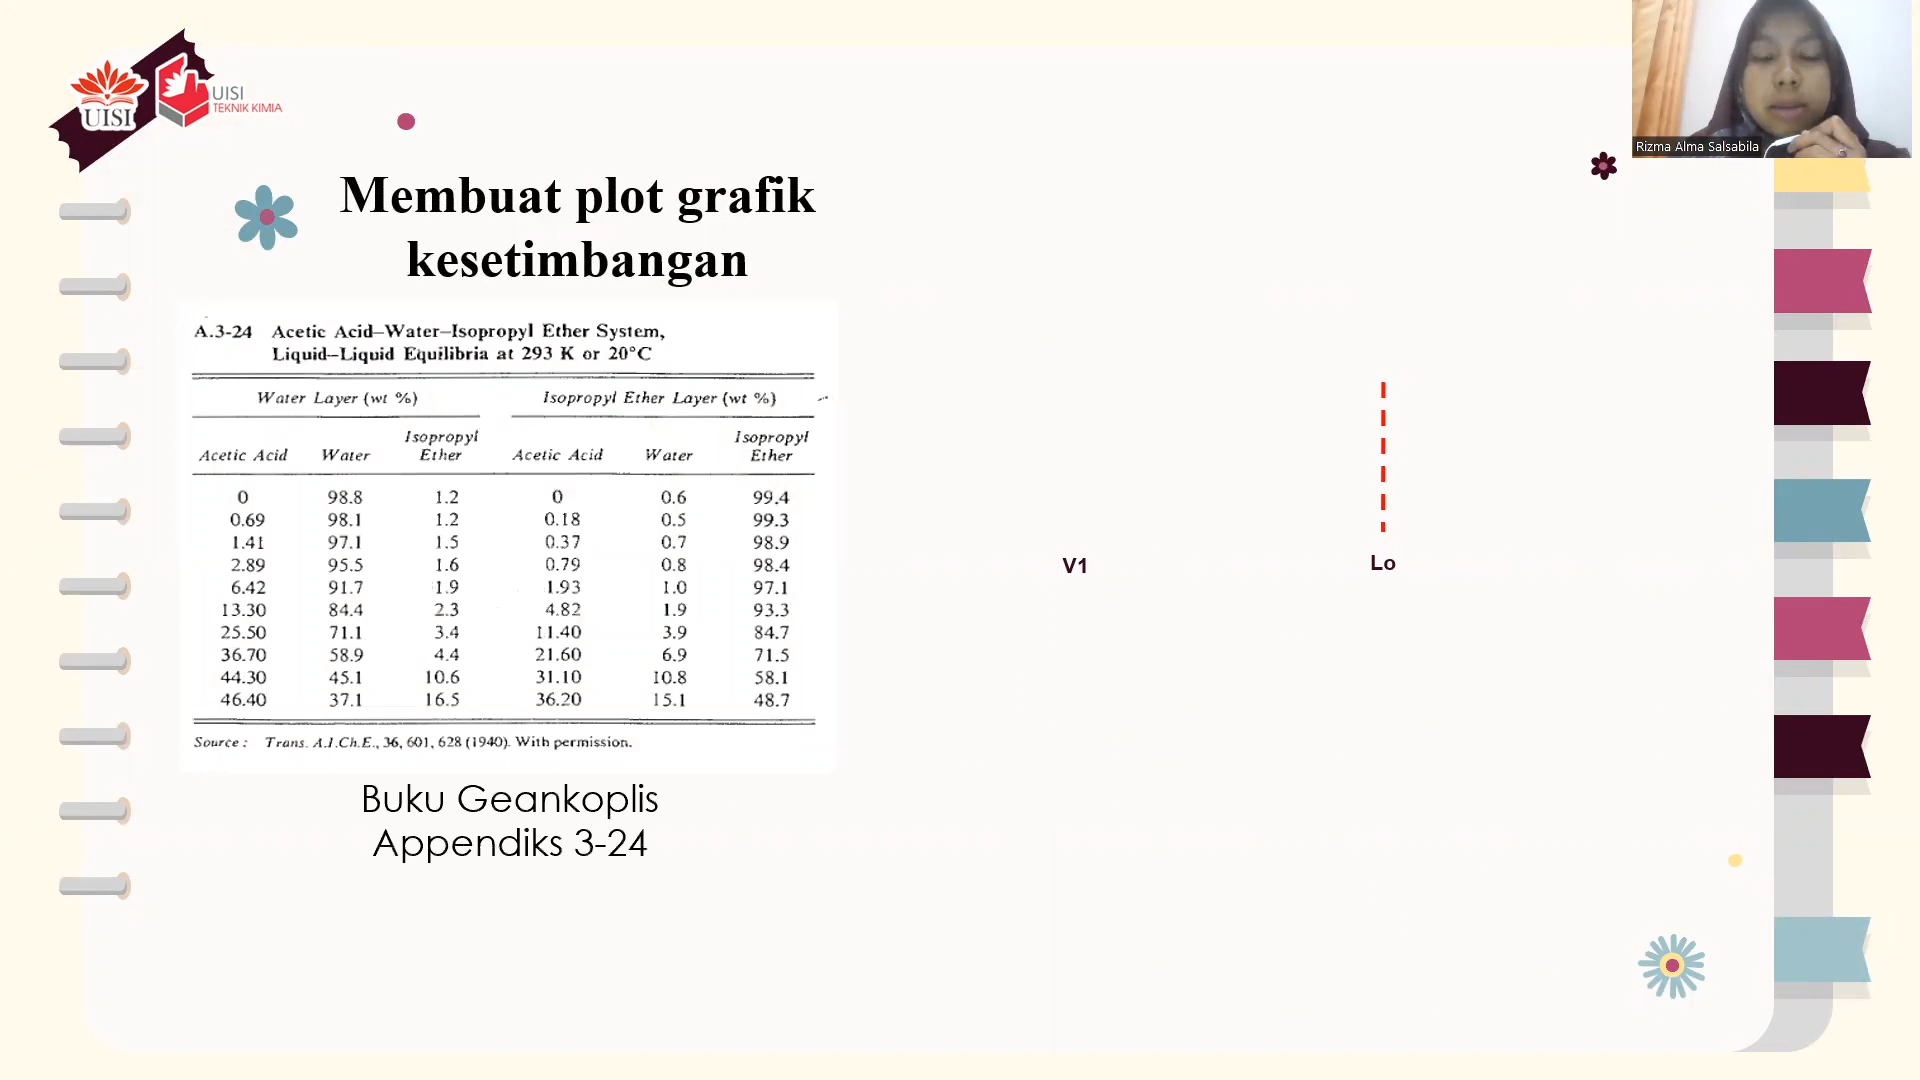 UISI
UISI
TEKNIK KIMIA
Rizma Alma Salsabila
Membuat plot grafik
kesetimbangan
A.3-24 Acetic Acid–Water–Isopropyl Ether System,
Liquid–Liquid Equilibria at 293 K or 20°C
Water Layer (wt %) Isopropyl Ether Layer (wt %)
Isopropyl Isopropyl
Acetic Acid Water Ether Acetic Acid Water Ether
0 98.8 1.2 0 0.6 99.4
0.69 98.1 1.2 0.18 0.5 99.3
1.41 97.1 1.5 0.37 0.7 98.9
2.89 95.5 1.6 0.79 0.8 98.4
6.42 91.7 1.9 1.93 1.0 97.1
13.30 84.4 2.3 4.82 1.9 93.3
25.50 71.1 3.4 11.40 3.9 84.7
36.70 58.9 4.4 21.60 6.9 71.5
44.30 45.1 10.6 31.10 10.8 58.1
46.40 37.1 16.5 36.20 15.1 48.7
Source: Trans. A.I.Ch.E., 36, 601, 628 (1940). With permission.
Buku Geankoplis
Appendiks 3-24
V1
Lo